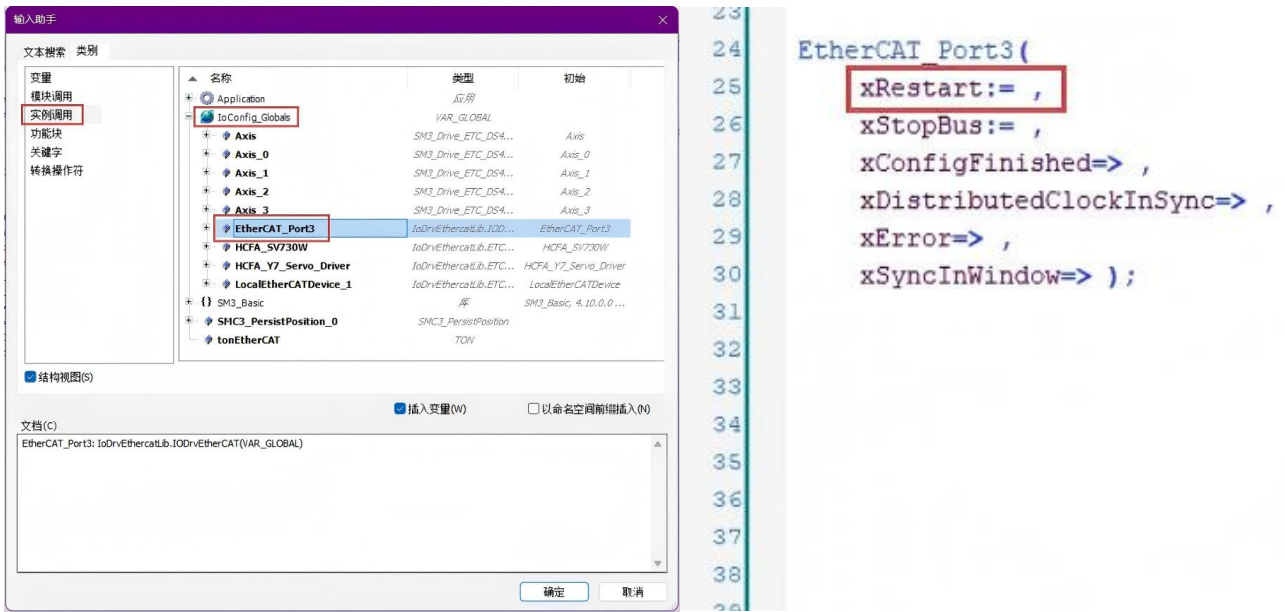 输入助手
文本搜索 类别
变量
模块调用
实例调用
功能块
关键字
转换操作符
名称 类型 初始
Application 应用
IoConfig_Globals VAR_GLOBAL
Axis SM3_Drive_ETC_DS4... Axis
Axis_0 SM3_Drive_ETC_DS4... Axis_0
Axis_1 SM3_Drive_ETC_DS4... Axis_1
Axis_2 SM3_Drive_ETC_DS4... Axis_2
Axis_3 SM3_Drive_ETC_DS4... Axis_3
EtherCAT_Port3 IoDrvEthercatLib.IOD... EtherCAT_Port3
HCFA_SV730W IoDrvEthercatLib.ETC... HCFA_SV730W
HCFA_Y7_Servo_Driver IoDrvEthercatLib.ETC... HCFA_Y7_Servo_Driver
LocalEtherCATDevice_1 IoDrvEthercatLib.ETC... LocalEtherCATDevice
{} SM3_Basic 库 SM3_Basic, 4.10.0.0 ...
SMC3_PersistPosition_0 SMC3_PersistPosition
tonEtherCAT TON
结构视图(S)
插入变量(W) 以命名空间前缀插入(N)
文档(C)
EtherCAT_Port3: IoDrvEthercatLib.IODrvEtherCAT(VAR_GLOBAL)
确定 取消
23
24 EtherCAT_Port3(
25 xRestart:= ,
26 xStopBus:= ,
27 xConfigFinished=> ,
28 xDistributedClockInSync=> ,
29 xError=> ,
30 xSyncInWindow=> );
31
32
33
34
35
36
37
38
39